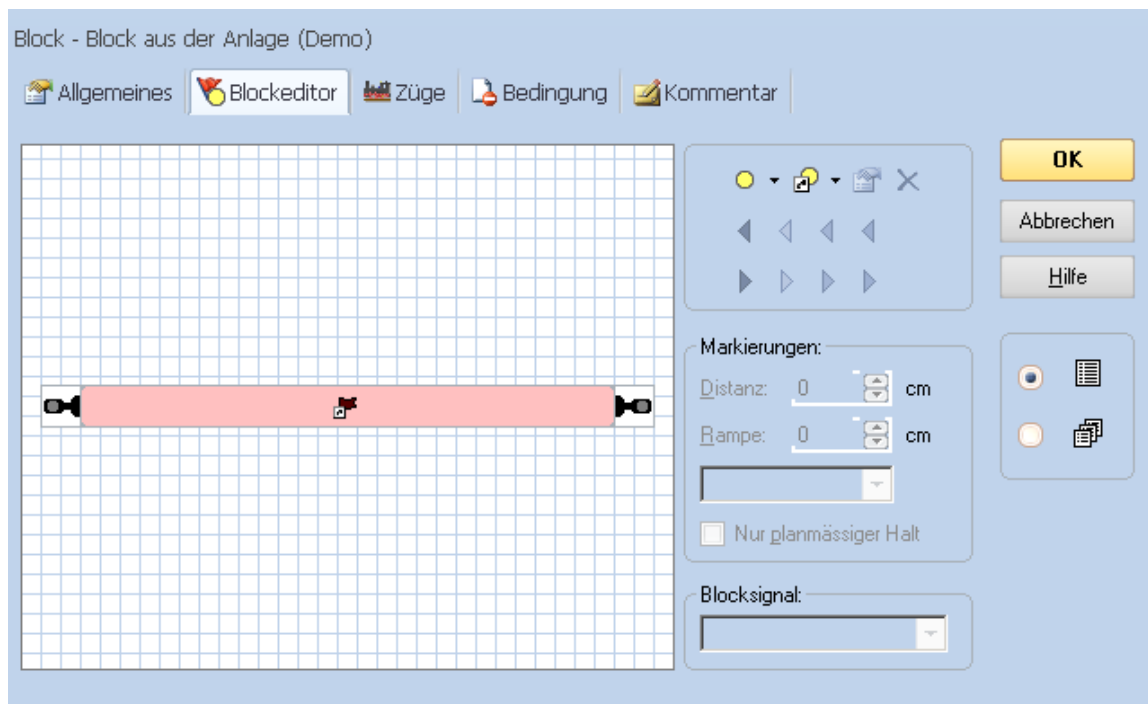 Block - Block aus der Anlage (Demo)
Allgemeines Blockeditor Züge Bedingung Kommentar
OK
Abbrechen
Hilfe
Markierungen:
Distanz: 0 cm
Rampe: 0 cm
Nur planmässiger Halt
Blocksignal: